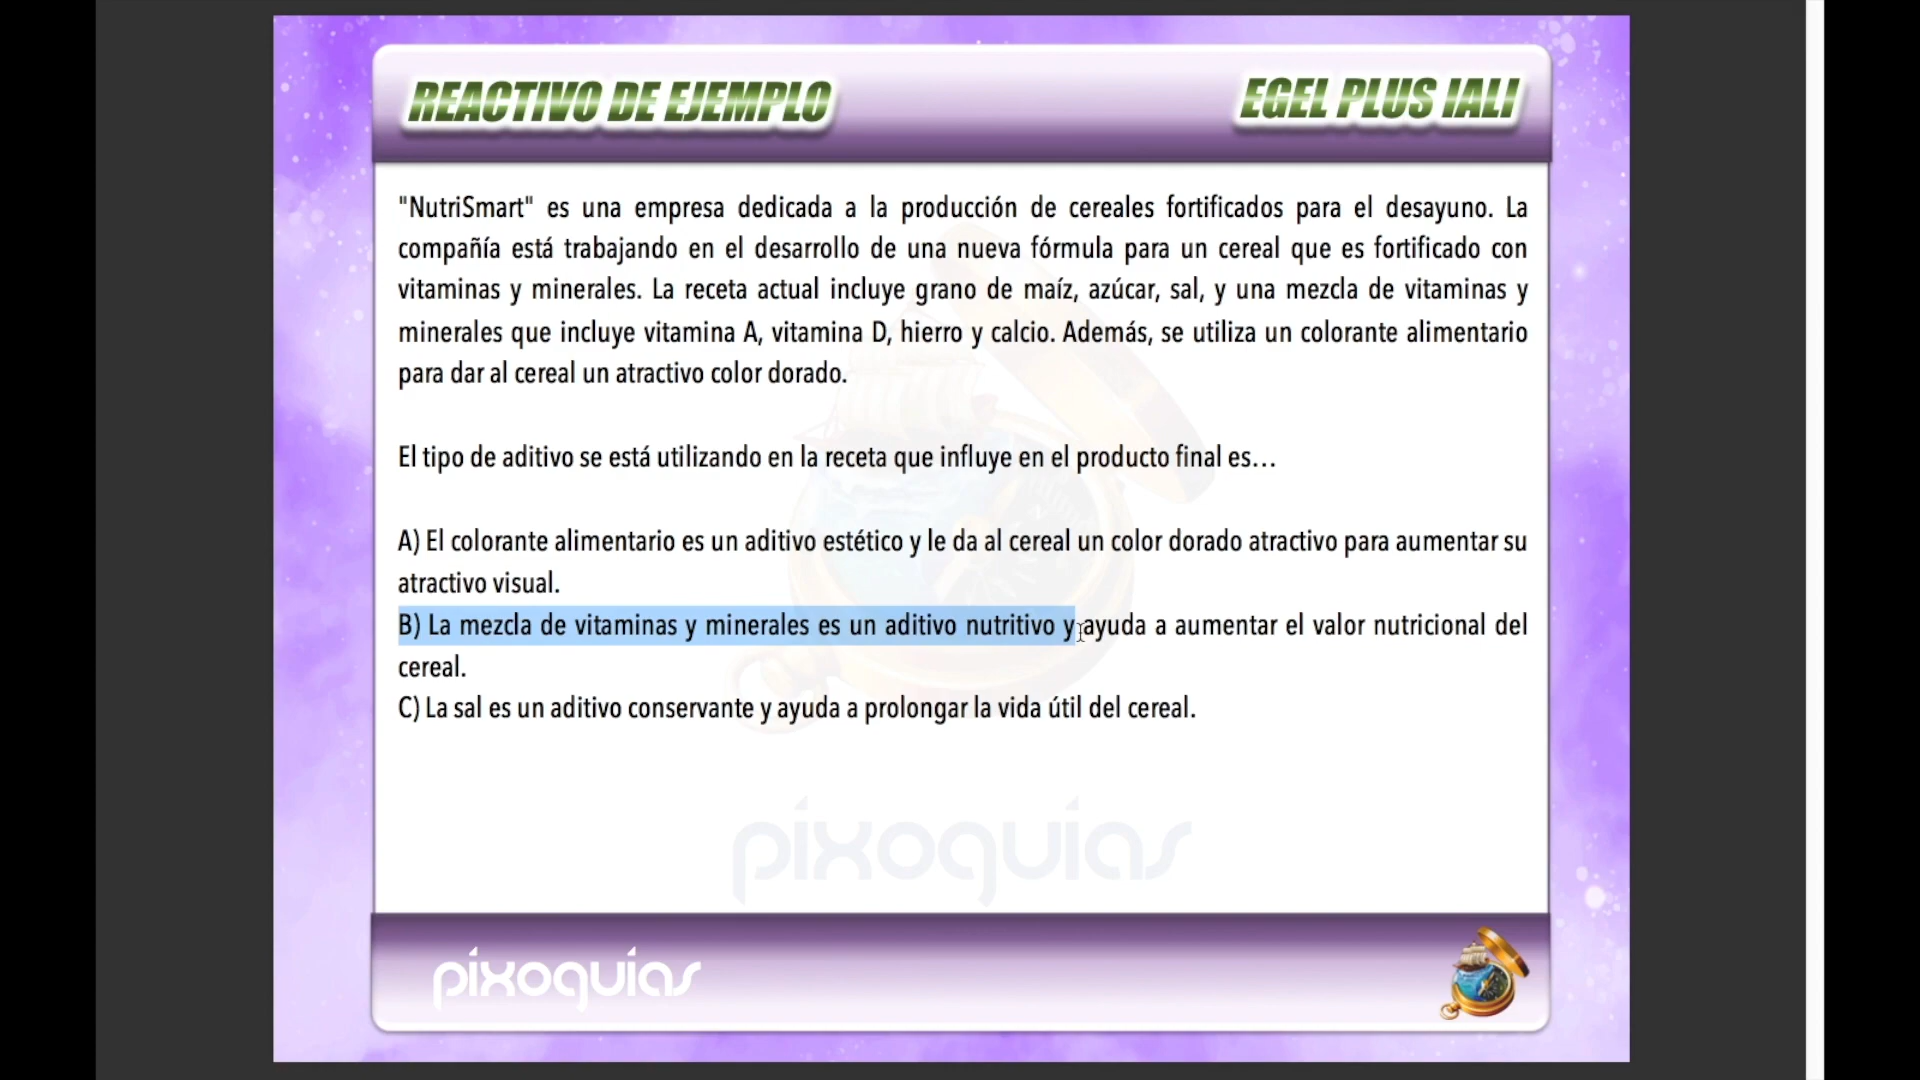 REACTIVO DE EJEMPLO
EGEL PLUS IALI
"NutriSmart" es una empresa dedicada a la producción de cereales fortificados para el desayuno. La
compañía está trabajando en el desarrollo de una nueva fórmula para un cereal que es fortificado con
vitaminas y minerales. La receta actual incluye grano de maíz, azúcar, sal, y una mezcla de vitaminas y
minerales que incluye vitamina A, vitamina D, hierro y calcio. Además, se utiliza un colorante alimentario
para dar al cereal un atractivo color dorado.
El tipo de aditivo se está utilizando en la receta que influye en el producto final es...
A) El colorante alimentario es un aditivo estético y le da al cereal un color dorado atractivo para aumentar su
atractivo visual.
B) La mezcla de vitaminas y minerales es un aditivo nutritivo y ayuda a aumentar el valor nutricional del
cereal.
C) La sal es un aditivo conservante y ayuda a prolongar la vida útil del cereal.
pixoguías
pixoguías